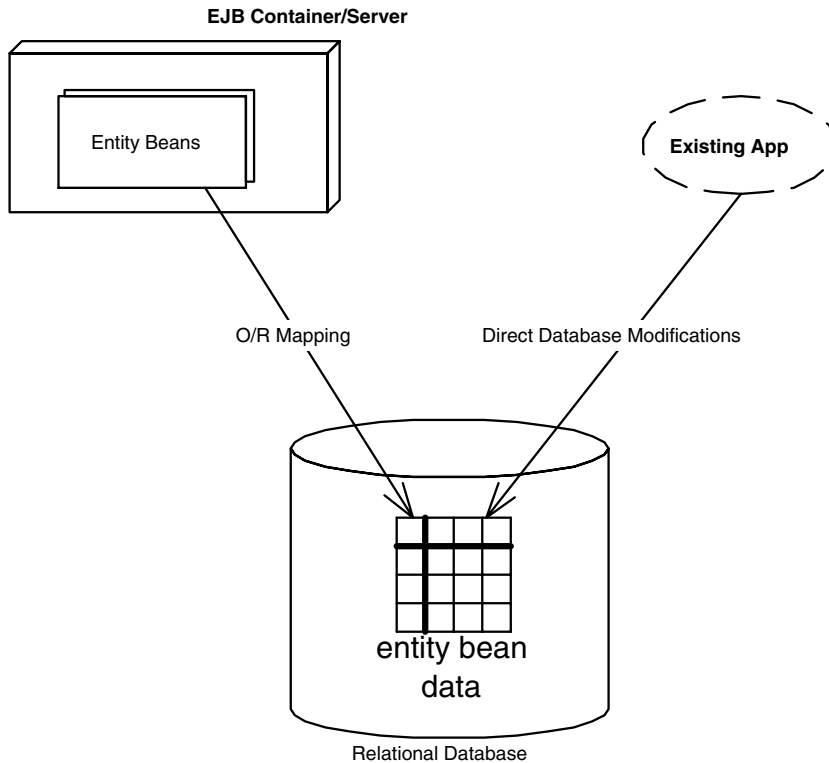 EJB Container/Server
Entity Beans
Existing App
O/R Mapping
Direct Database Modifications
entity bean
data
Relational Database